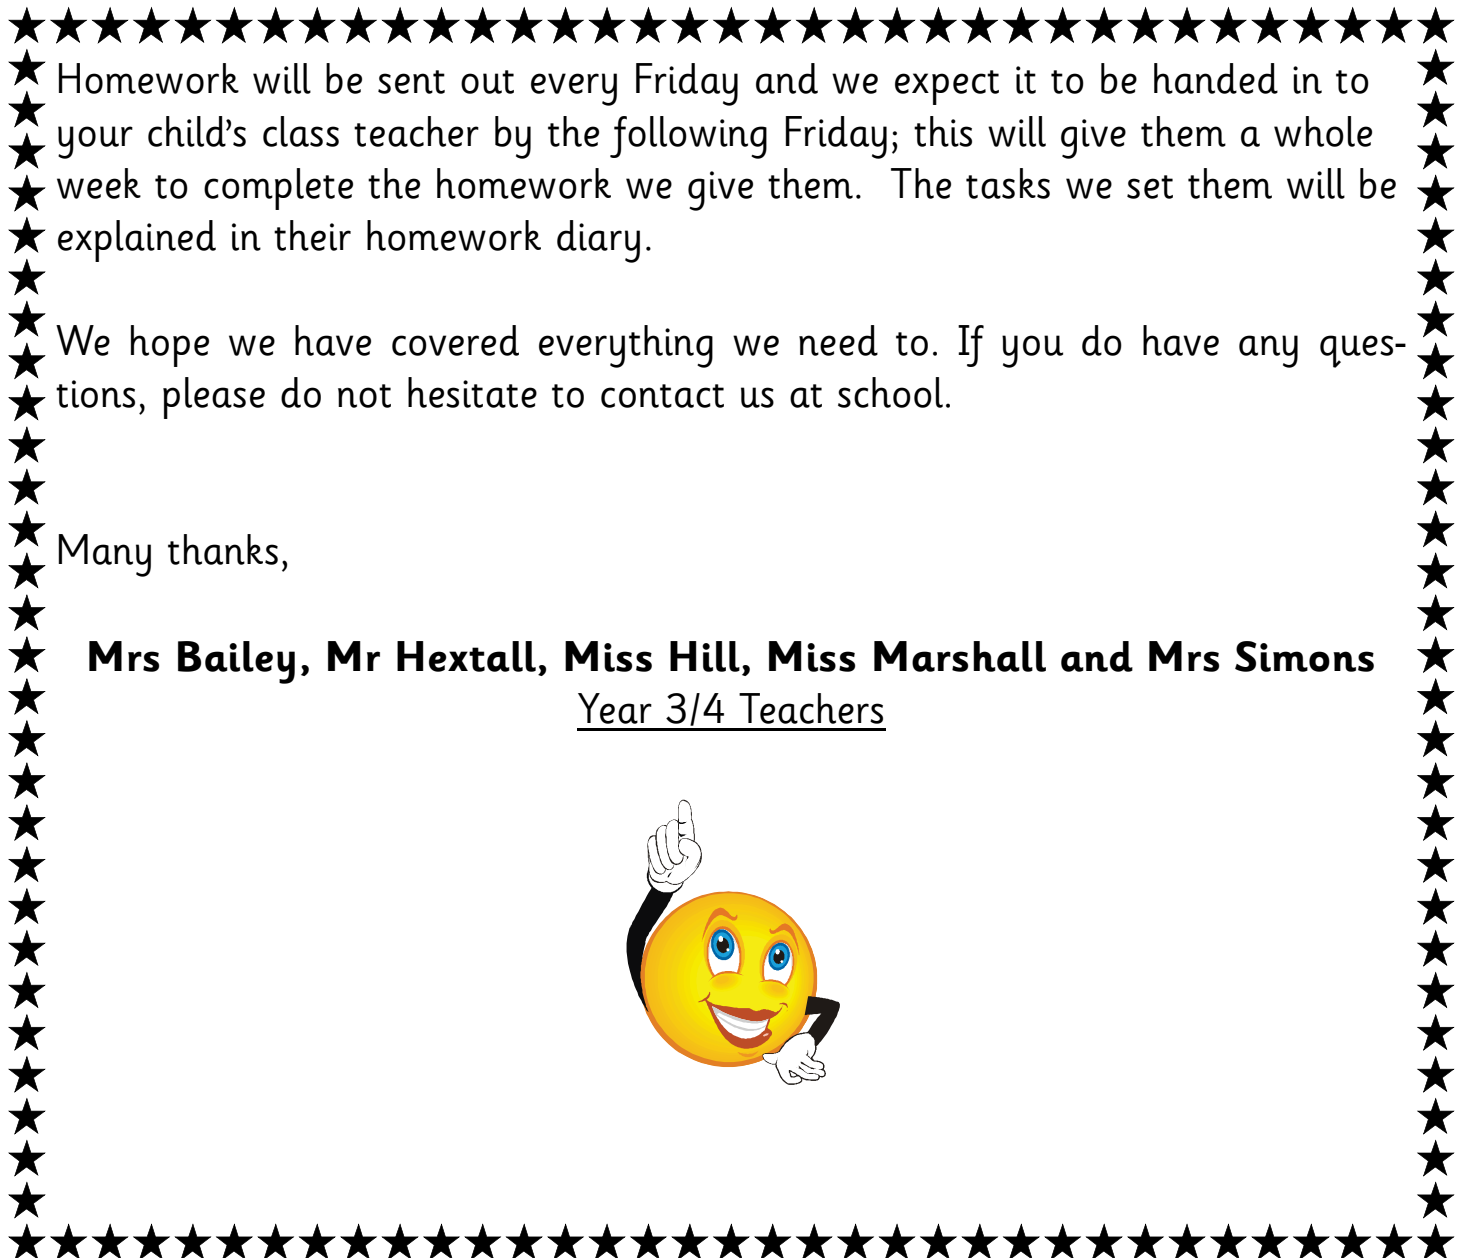 Homework will be sent out every Friday and we expect it to be handed in to
your child’s class teacher by the following Friday; this will give them a whole
week to complete the homework we give them.  The tasks we set them will be
explained in their homework diary.
We hope we have covered everything we need to. If you do have any ques-
tions, please do not hesitate to contact us at school.
Many thanks,
Mrs Bailey, Mr Hextall, Miss Hill, Miss Marshall and Mrs Simons
Year 3/4 Teachers